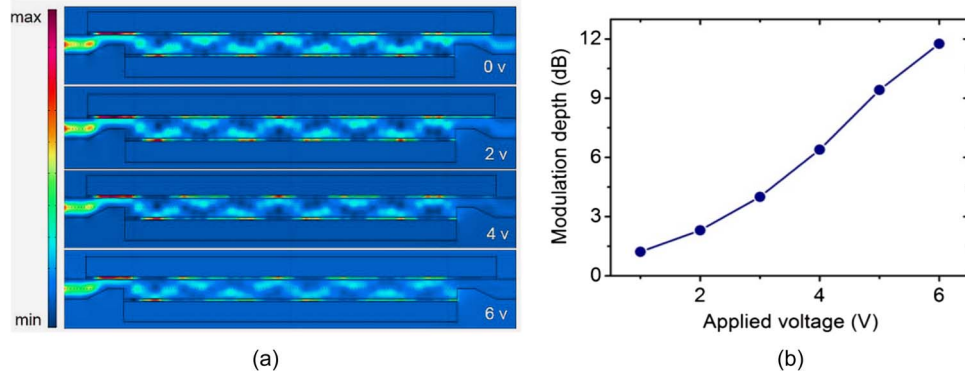 max
min
0 v
2 v
4 v
6 v
(a)
Modulation depth (dB)
12
9
6
3
0
2
4
6
Applied voltage (V)
(b)